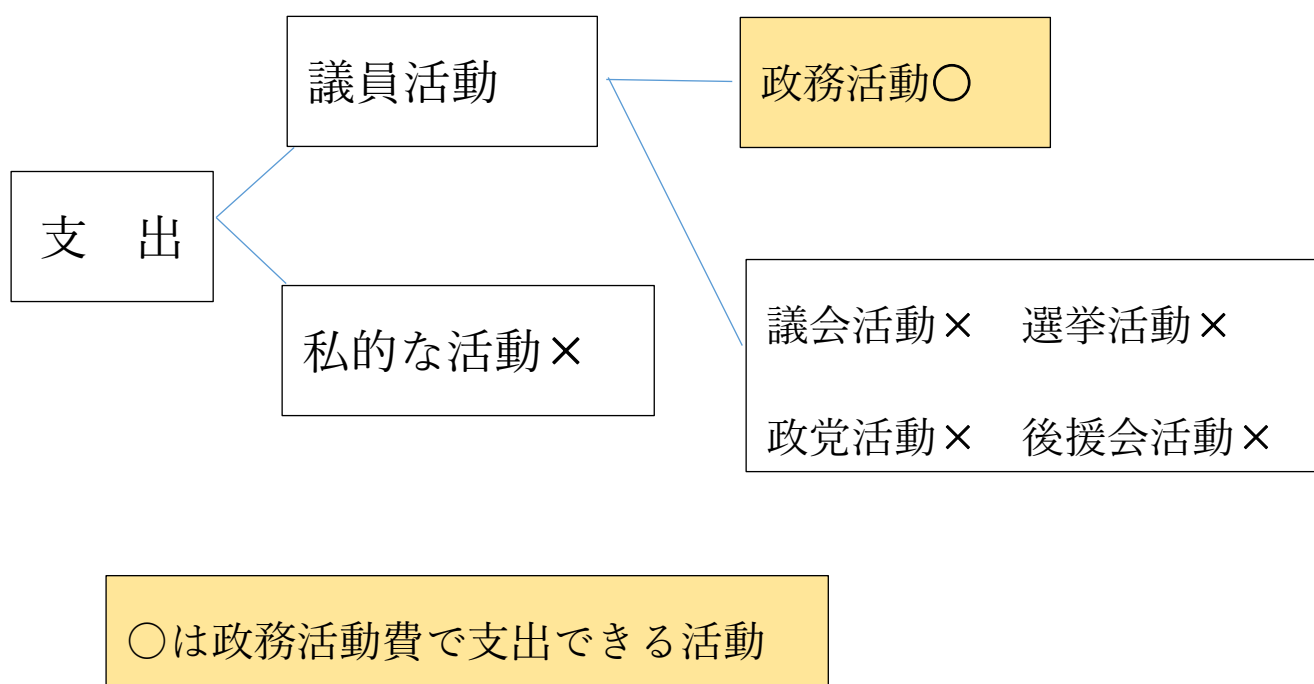 議員活動
政務活動〇
支　出
私的な活動×
議会活動×　選挙活動×
政党活動×　後援会活動×
〇は政務活動費で支出できる活動